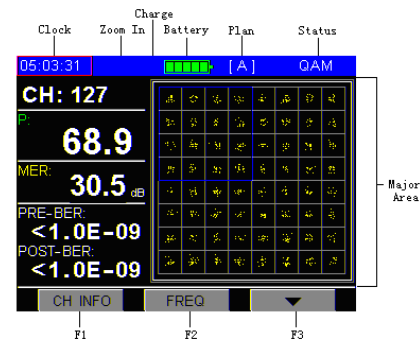 Charge
Clock Zoom In Battery Plan Status
05:03:31 [A] QAM
CH: 127
P:
68.9
MER:
30.5 dB
PRE-BER:
<1.0E-09
POST-BER:
<1.0E-09
Major
Area
CH INFO FREQ
F1 F2 F3